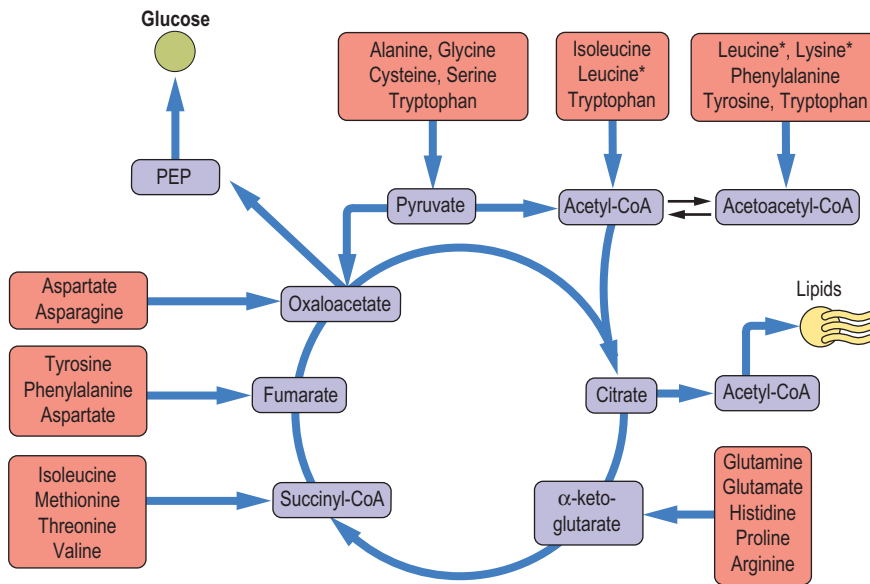 Glucose
Alanine, Glycine
Cysteine, Serine
Tryptophan
Isoleucine
Leucine*
Tryptophan
Leucine*, Lysine*
Phenylalanine
Tyrosine, Tryptophan
PEP
Pyruvate
Acetyl-CoA
Acetoacetyl-CoA
Aspartate
Asparagine
Oxaloacetate
Lipids
Tyrosine
Phenylalanine
Aspartate
Fumarate
Citrate
Acetyl-CoA
Isoleucine
Methionine
Threonine
Valine
Succinyl-CoA
α-keto-
glutarate
Glutamine
Glutamate
Histidine
Proline
Arginine